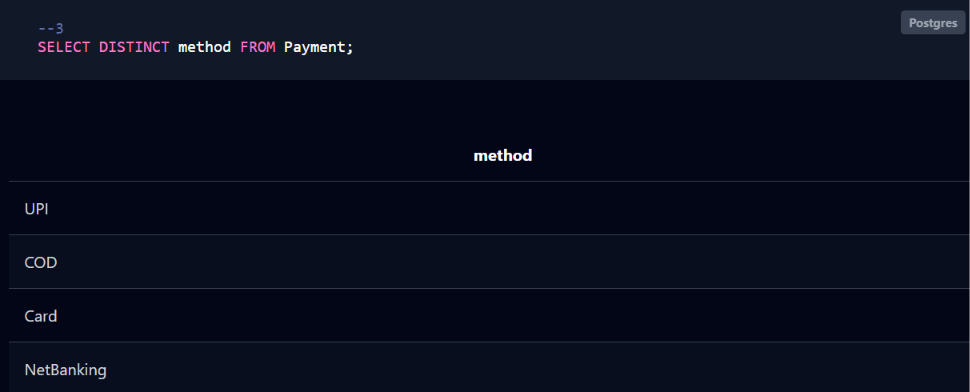 --3
Postgres
SELECT DISTINCT method FROM Payment;
method
UPI
COD
Card
NetBanking